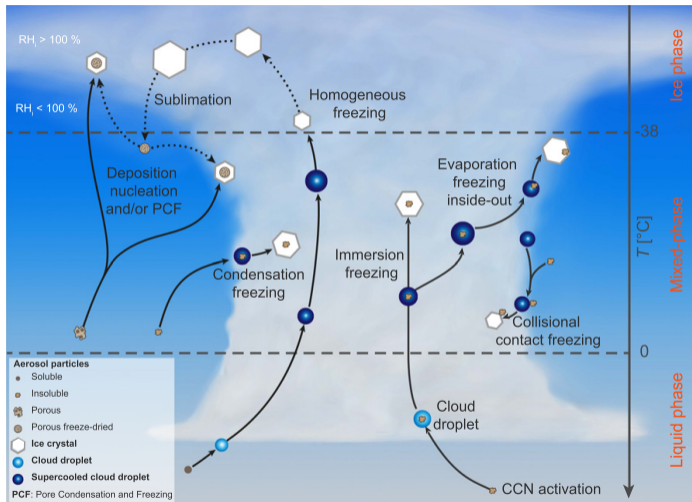 RHi > 100 %
RHi < 100 %
Sublimation
Homogeneous
freezing
Deposition
nucleation
and/or PCF
Condensation
freezing
Evaporation
freezing
inside-out
Immersion
freezing
Collisional
contact freezing
Cloud
droplet
CCN activation
-38
0
T [°C]
Ice phase
Mixed-phase
Liquid phase
Aerosol particles
Soluble
Insoluble
Porous
Porous freeze-dried
Ice crystal
Cloud droplet
Supercooled cloud droplet
PCF: Pore Condensation and Freezing